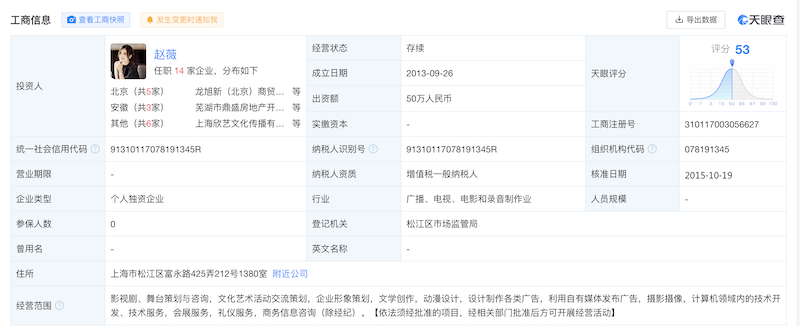 工商信息 查看工商快照 发生变更时通知我 导出数据 天眼查
投资人
赵薇
任职 14 家企业，分布如下
北京（共5家） 龙旭新（北京）商贸... 等
安徽（共3家） 芜湖市鼎盛房地产开... 等
其他（共6家） 上海欣艺文化传有... 等
经营状态 存续
成立日期 2013-09-26
出资额 50万人民币
实缴资本 -
天眼评分 评分 53
0 1 3 15 50 85 97 99 100
工商注册号 310117003056627
统一社会信用代码 91310117078191345R 纳税人识别号 91310117078191345R 组织机构代码 078191345
营业期限 - 纳税人资质 增值税一般纳税人 核准日期 2015-10-19
企业类型 个人独资企业 行业 广播、电视、电影和录音制作业 人员规模 -
参保人数 0 登记机关 松江区市场监管局
曾用名 - 英文名称 -
住所 上海市松江区富永路425弄212号1380室 附近公司
经营范围 影视剧、舞台策划与咨询，文化艺术活动交流策划，企业形象策划，文学创作，动漫设计，设计制作各类广告，利用自有媒体发布广告，摄影摄像，计算机领域内的技术开
发、技术服务，会展服务，礼仪服务，商务信息咨询（除经纪）。【依法须经批准的项目，经相关部门批准后方可开展经营活动】